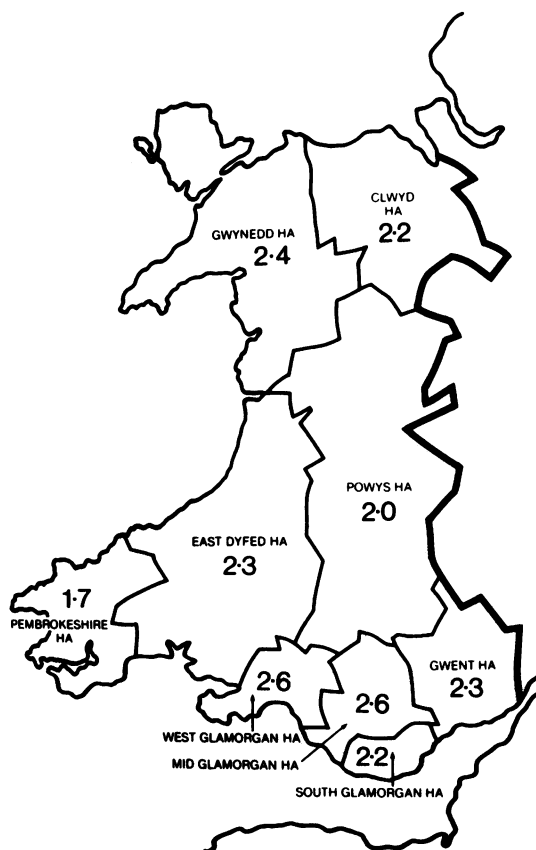 CLWYD
HA
2·2
GWYNEDD HA
2·4
POWYS HA
2·0
EAST DYFED HA
2·3
1·7
PEMBROKESHIRE
HA
GWENT HA
2·3
2·6
2·6
WEST GLAMORGAN HA
MID GLAMORGAN HA
2·2
SOUTH GLAMORGAN HA